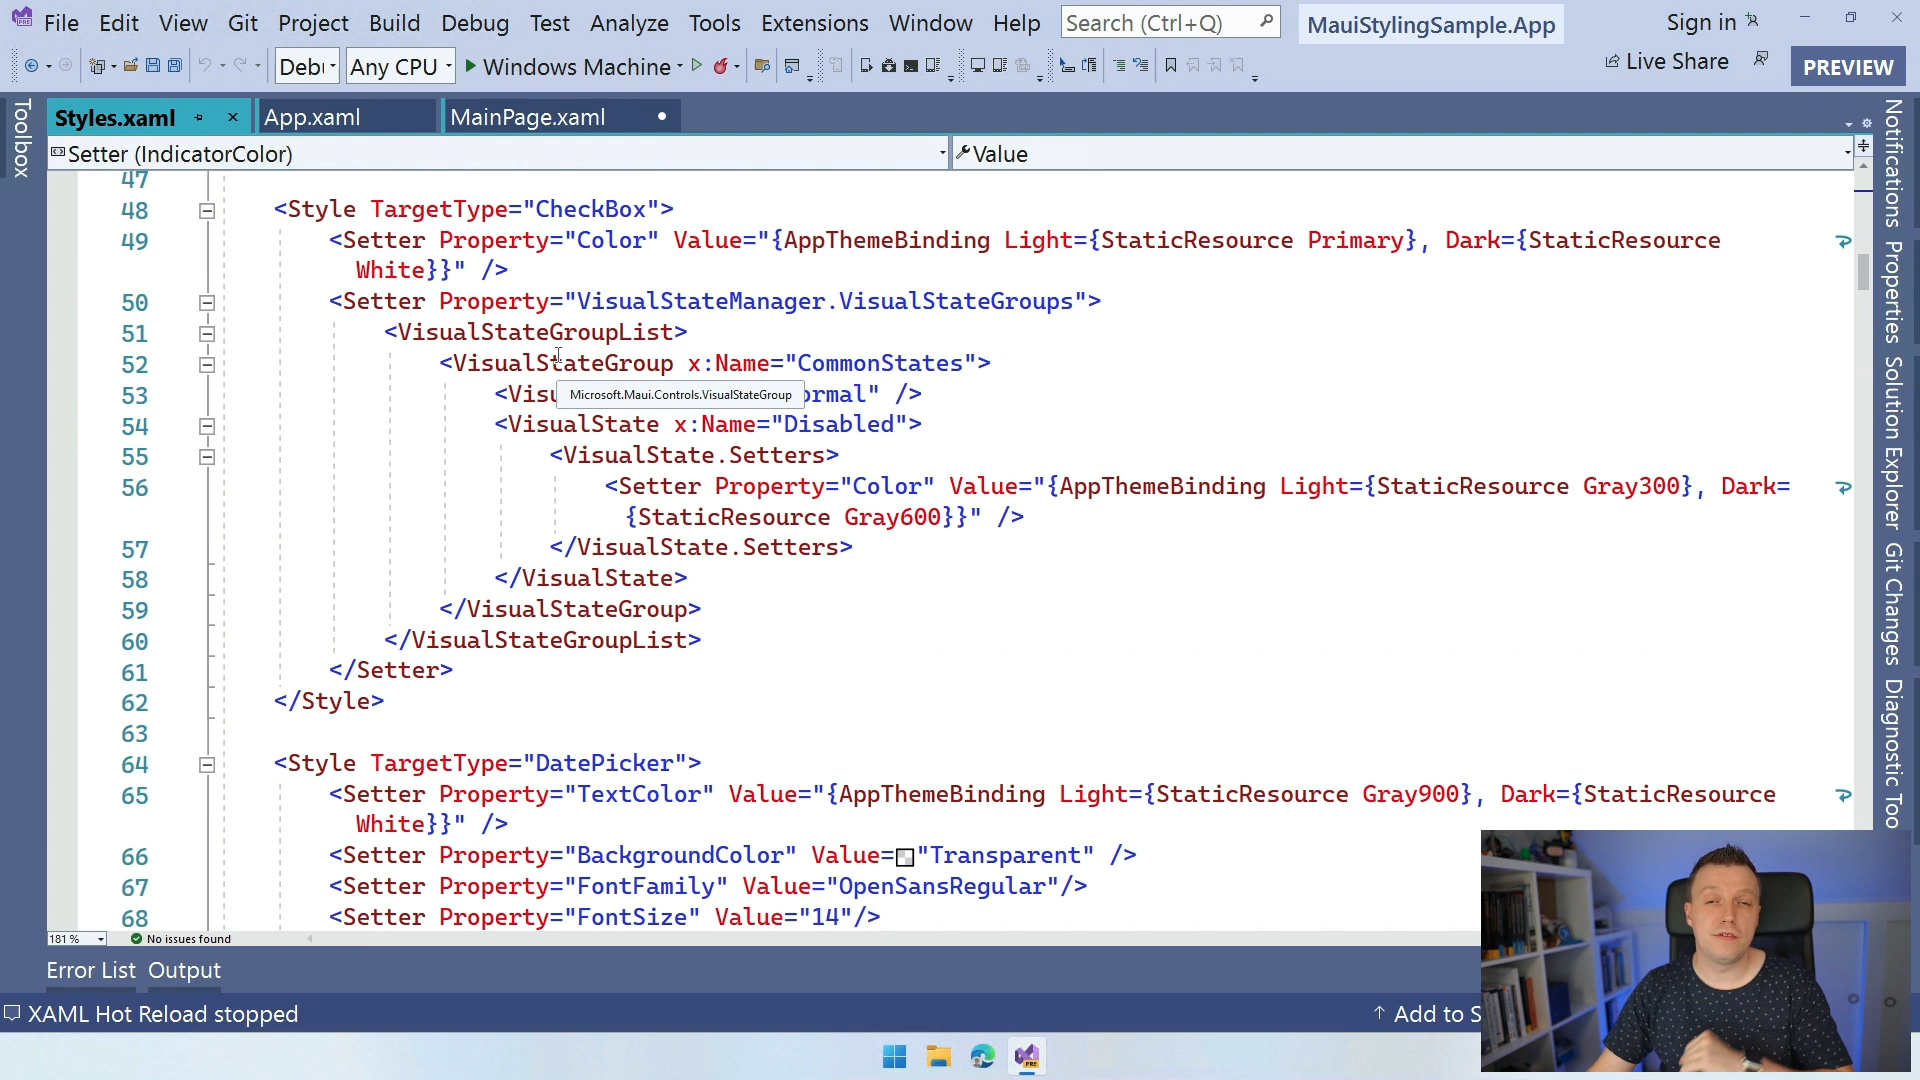 File Edit View Git Project Build Debug Test Analyze Tools Extensions Window Help Search (Ctrl+Q) MauiStylingSample.App Sign in
Debu Any CPU Windows Machine Live Share PREVIEW
Toolbox
Styles.xaml App.xaml MainPage.xaml
Setter (IndicatorColor) Value
47
48 <Style TargetType="CheckBox">
49 <Setter Property="Color" Value="{AppThemeBinding Light={StaticResource Primary}, Dark={StaticResource
White}}" />
50 <Setter Property="VisualStateManager.VisualStateGroups">
51 <VisualStateGroupList>
52 <VisualStateGroup x:Name="CommonStates">
53 <Visu Microsoft.Maui.Controls.VisualStateGroup ormal" />
54 <VisualState x:Name="Disabled">
55 <VisualState.Setters>
56 <Setter Property="Color" Value="{AppThemeBinding Light={StaticResource Gray300}, Dark=
{StaticResource Gray600}}" />
57 </VisualState.Setters>
58 </VisualState>
59 </VisualStateGroup>
60 </VisualStateGroupList>
61 </Setter>
62 </Style>
63
64 <Style TargetType="DatePicker">
65 <Setter Property="TextColor" Value="{AppThemeBinding Light={StaticResource Gray900}, Dark={StaticResource
White}}" />
66 <Setter Property="BackgroundColor" Value="Transparent" />
67 <Setter Property="FontFamily" Value="OpenSansRegular"/>
68 <Setter Property="FontSize" Value="14"/>
Notifications
Properties
Solution Explorer
Git Changes
Diagnostic Too
181 % No issues found
Error List Output
XAML Hot Reload stopped Add to S
PRE